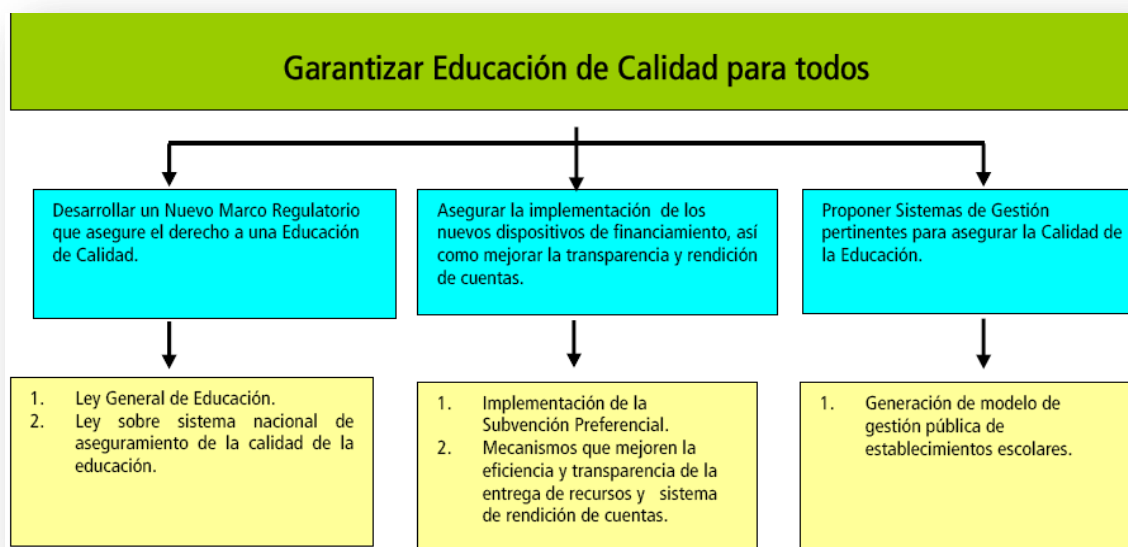 Garantizar Educación de Calidad para todos
Desarrollar un Nuevo Marco Regulatorio
que asegure el derecho a una Educación
de Calidad.
Asegurar la implementación de los
nuevos dispositivos de financiamiento, así
como mejorar la transparencia y rendición
de cuentas.
Proponer Sistemas de Gestión
pertinentes para asegurar la Calidad de
la Educación.
1. Ley General de Educación.
2. Ley sobre sistema nacional de
aseguramiento de la calidad de la
educación.
1. Implementación de la
Subvención Preferencial.
2. Mecanismos que mejoren la
eficiencia y transparencia de la
entrega de recursos y sistema
de rendición de cuentas.
1. Generación de modelo de
gestión pública de
establecimientos escolares.